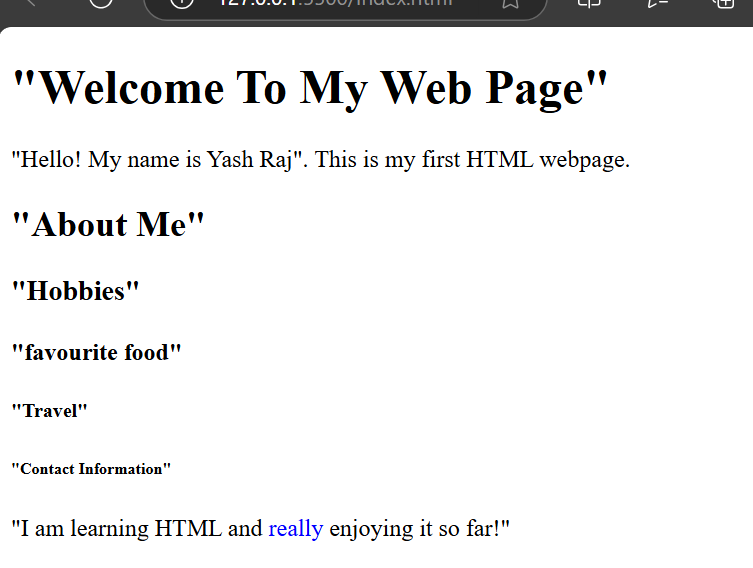 127.0.0.1:5500/index.html
"Welcome To My Web Page"
"Hello! My name is Yash Raj". This is my first HTML webpage.
"About Me"
"Hobbies"
"favourite food"
"Travel"
"Contact Information"
"I am learning HTML and really enjoying it so far!"